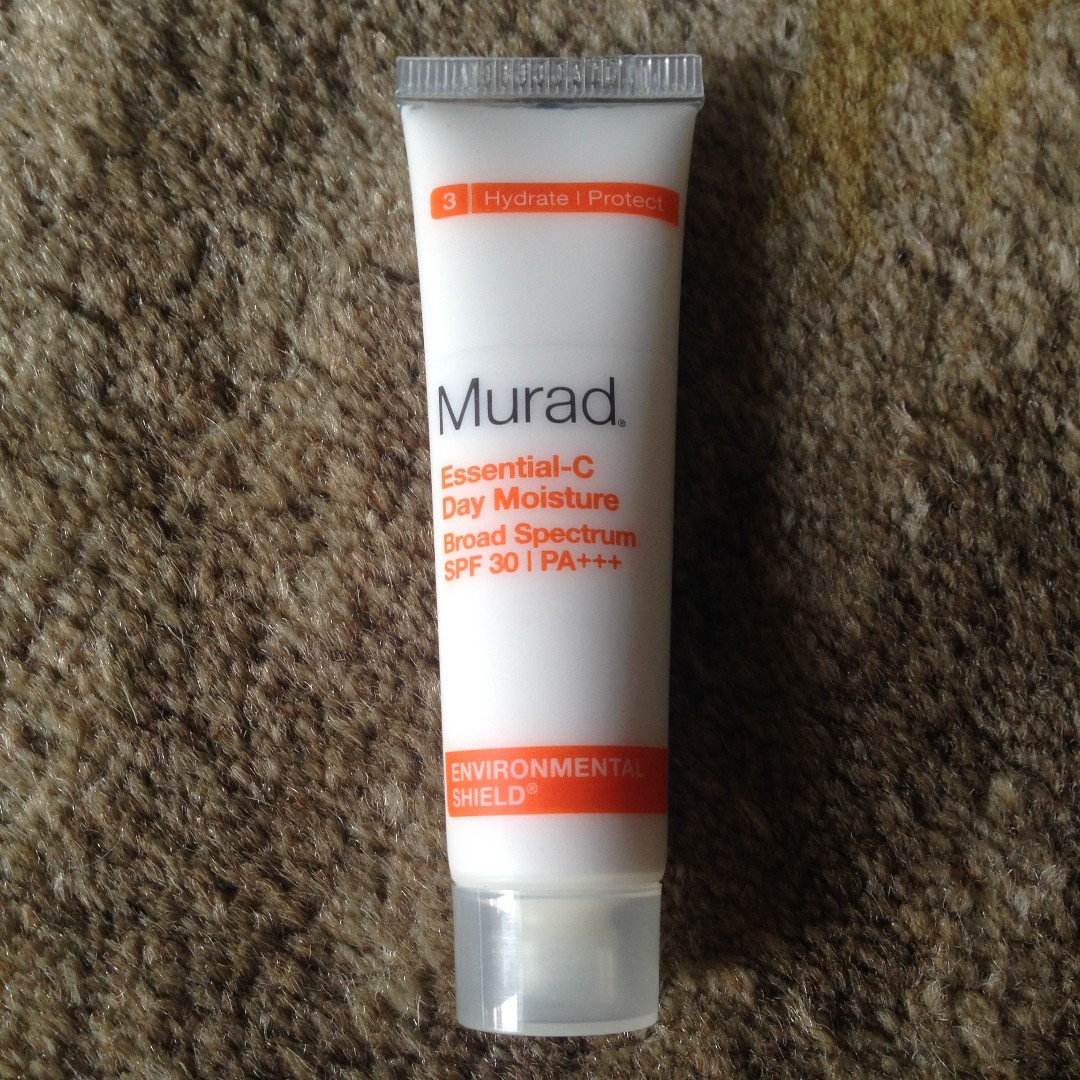 3 | Hydrate | Protect
Murad®
Essential-C
Day Moisture
Broad Spectrum
SPF 30 | PA+++
ENVIRONMENTAL
SHIELD®